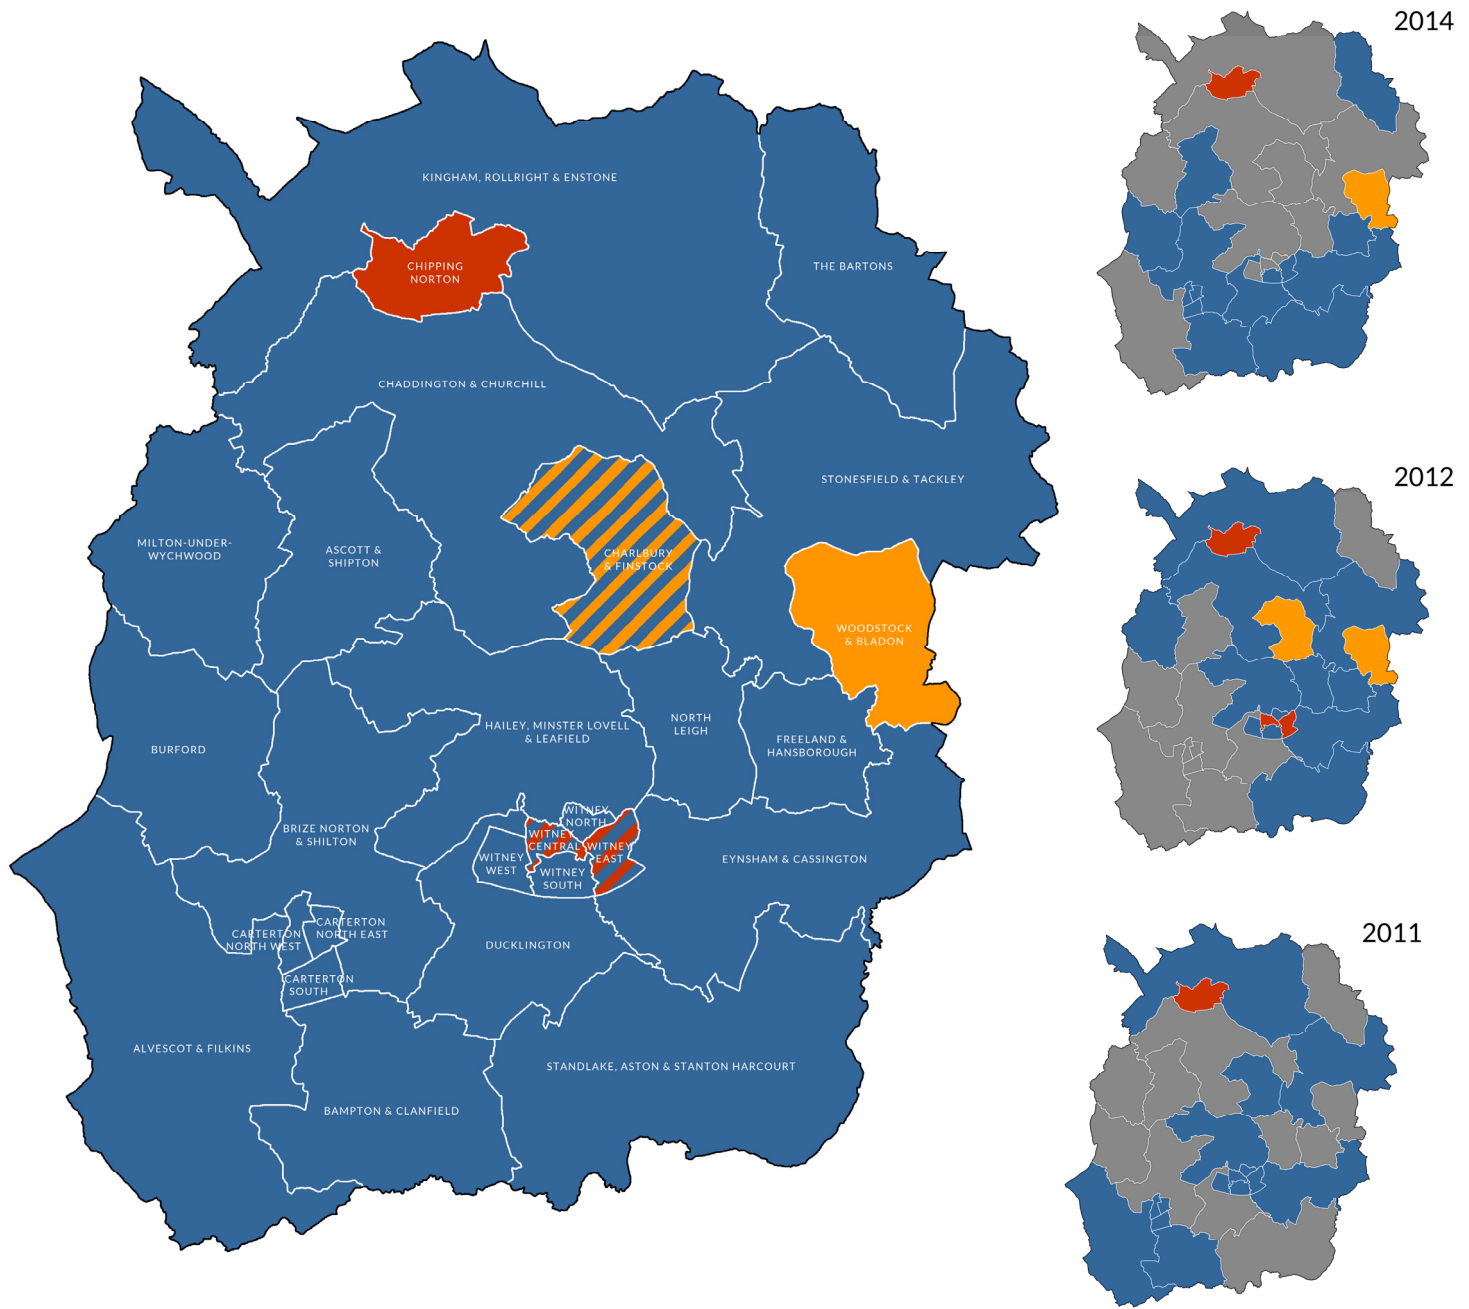 2014
KINGHAM, ROLLRIGHT & ENSTONE
CHIPPING
NORTON
THE BARTONS
CHADDINGTON & CHURCHILL
STONESFIELD & TACKLEY
2012
MILTON-UNDER-
WYCHWOOD
ASCOTT &
SHIPTON
CHARLBURY
& FINSTOCK
WOODSTOCK
& BLADON
BURFORD
HAILEY, MINSTER LOVELL
& LEAFIELD
NORTH
LEIGH
FREELAND &
HANSBOROUGH
BRIZE NORTON
& SHILTON
WITNEY
NORTH
WITNEY
CENTRAL
WITNEY
EAST
WITNEY
WEST
WITNEY
SOUTH
EYNSHAM & CASSINGTON
CARTERTON
NORTH WEST
CARTERTON
NORTH EAST
DUCKLINGTON
2011
CARTERTON
SOUTH
ALVESCOT & FILKINS
STANDLAKE, ASTON & STANTON HARCOURT
BAMPTON & CLANFIELD